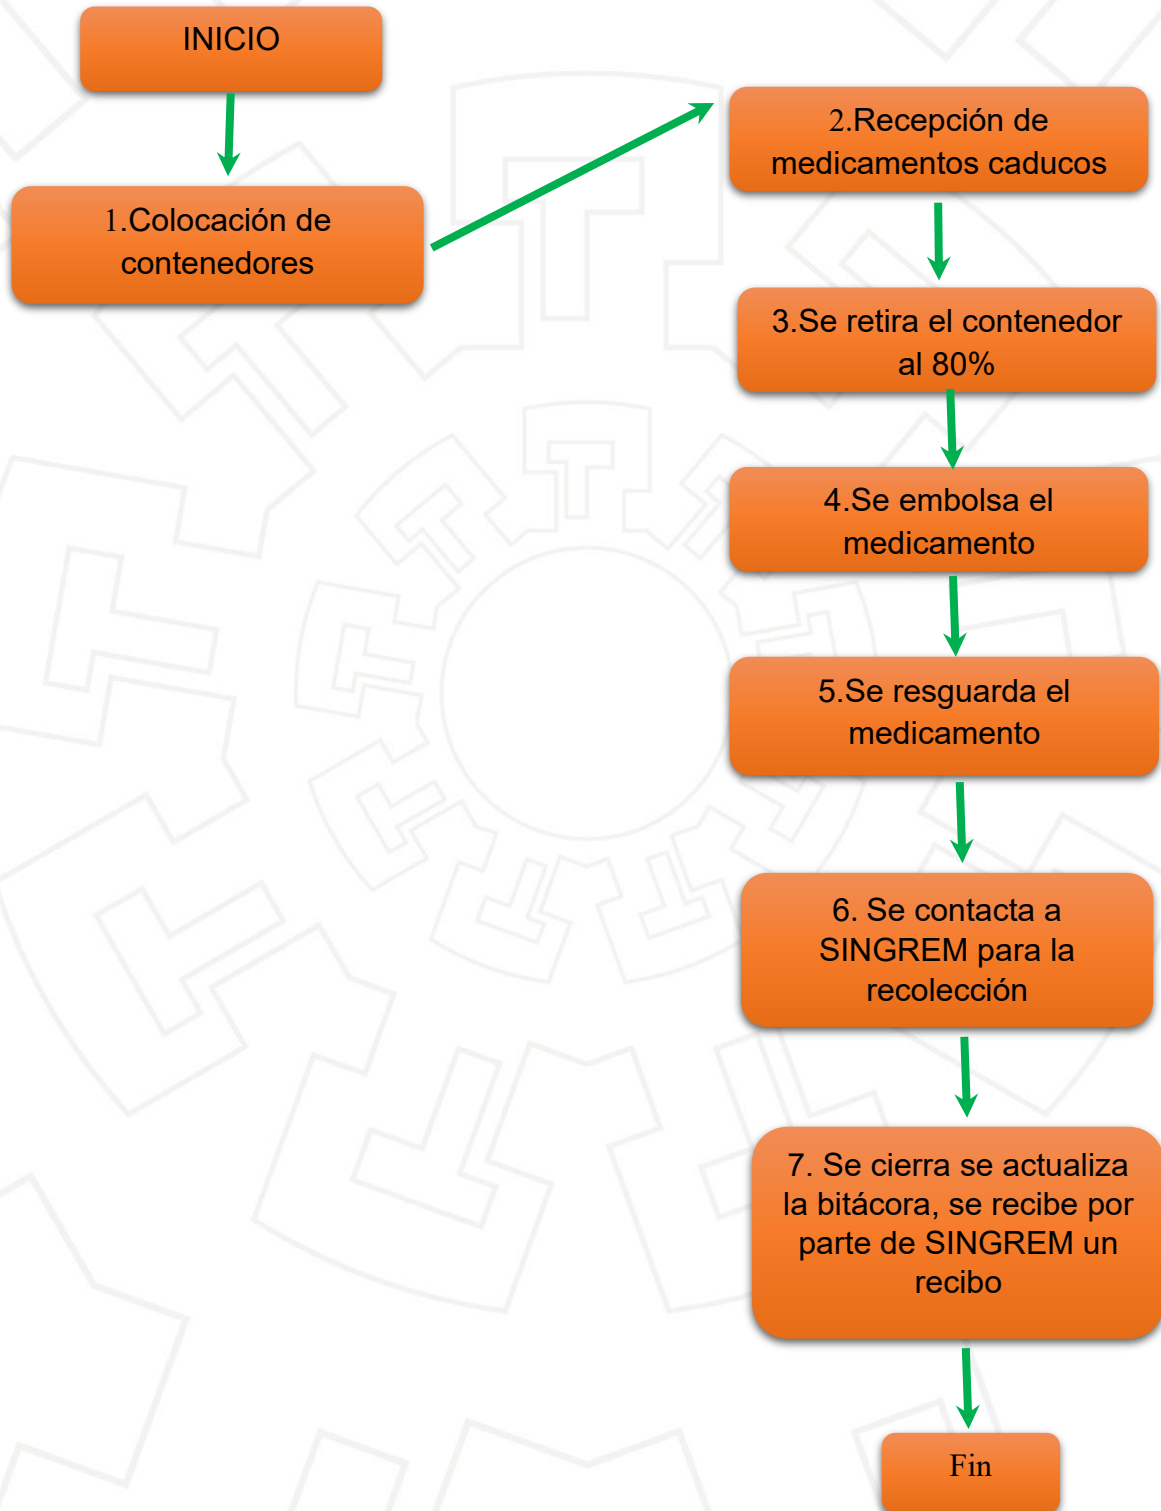 INICIO
1.Colocación de
contenedores
2.Recepción de
medicamentos caducos
3.Se retira el contenedor
al 80%
4.Se embolsa el
medicamento
5.Se resguarda el
medicamento
6. Se contacta a
SINGREM para la
recolección
7. Se cierra se actualiza
la bitácora, se recibe por
parte de SINGREM un
recibo
Fin